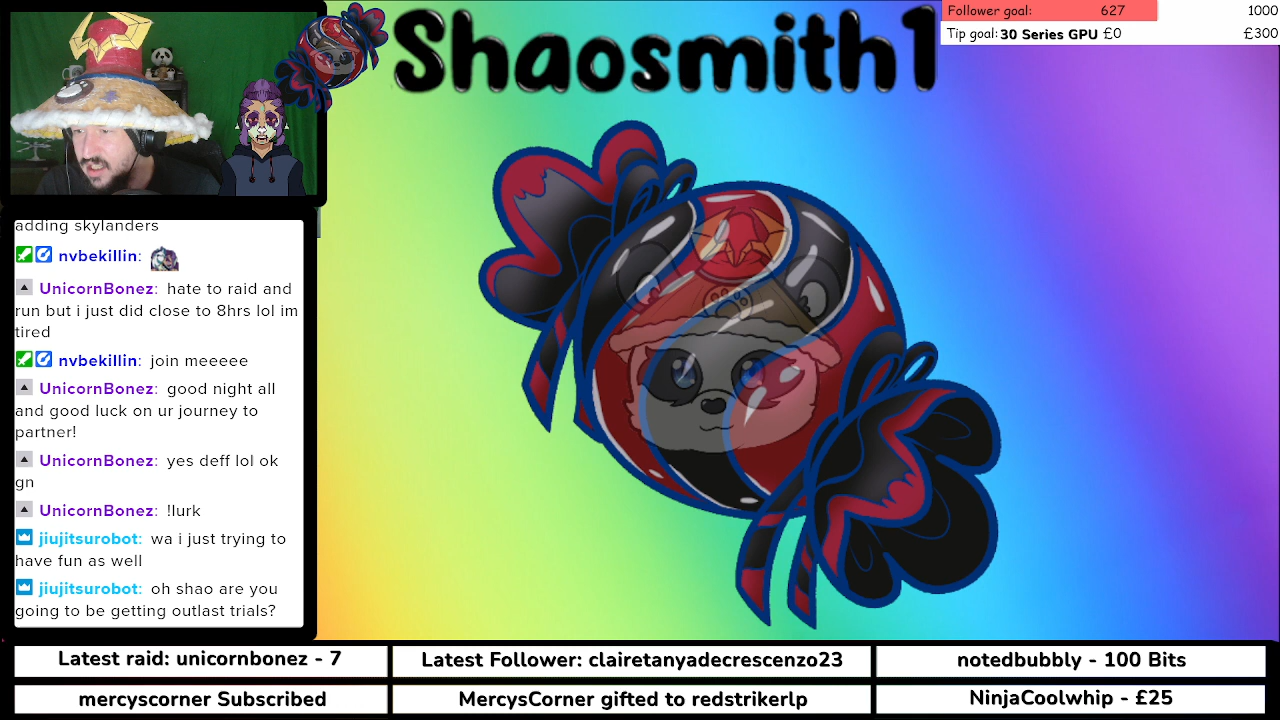 Shaosmith1
Follower goal: 627 1000
Tip goal: 30 Series GPU £0 £300
adding skylanders
nvbekillin:
UnicornBonez: hate to raid and
run but i just did close to 8hrs lol im
tired
nvbekillin: join meeeee
UnicornBonez: good night all
and good luck on ur journey to
partner!
UnicornBonez: yes deff lol ok
gn
UnicornBonez: !lurk
jiujitsurobot: wa i just trying to
have fun as well
jiujitsurobot: oh shao are you
going to be getting outlast trials?
Latest raid: unicornbonez - 7
Latest Follower: clairetanyadecrescenzo23
notedbubbly - 100 Bits
mercyscorner Subscribed
MercysCorner gifted to redstrikerlp
NinjaCoolwhip - £25